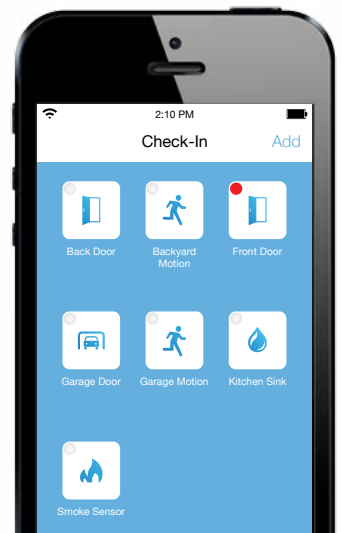 2:10 PM
Check-In
Add
Back Door
Backyard
Motion
Front Door
Garage Door
Garage Motion
Kitchen Sink
Smoke Sensor